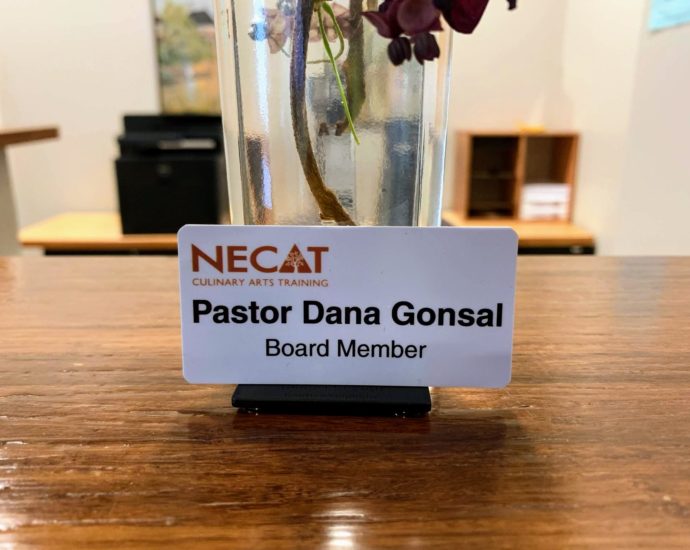 NECAT
CULINARY ARTS TRAINING
Pastor Dana Gonsal
Board Member